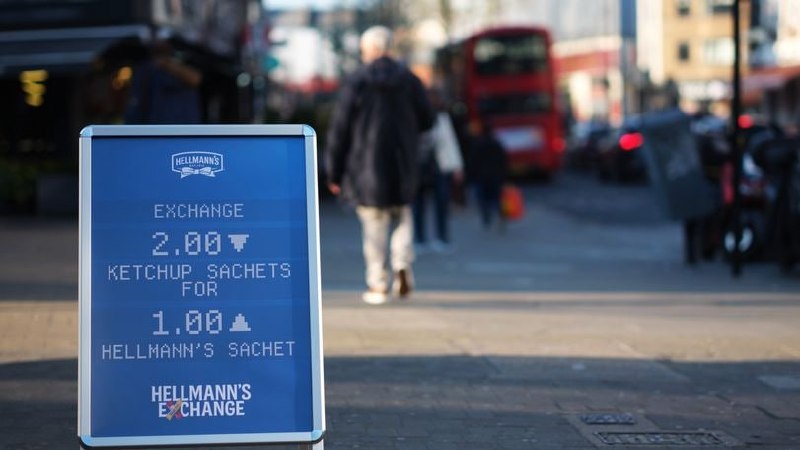 HELLMANN'S
EXCHANGE
2.00▼
KETCHUP SACHETS
FOR
1.00▲
HELLMANN'S SACHET
HELLMANN'S
EXCHANGE